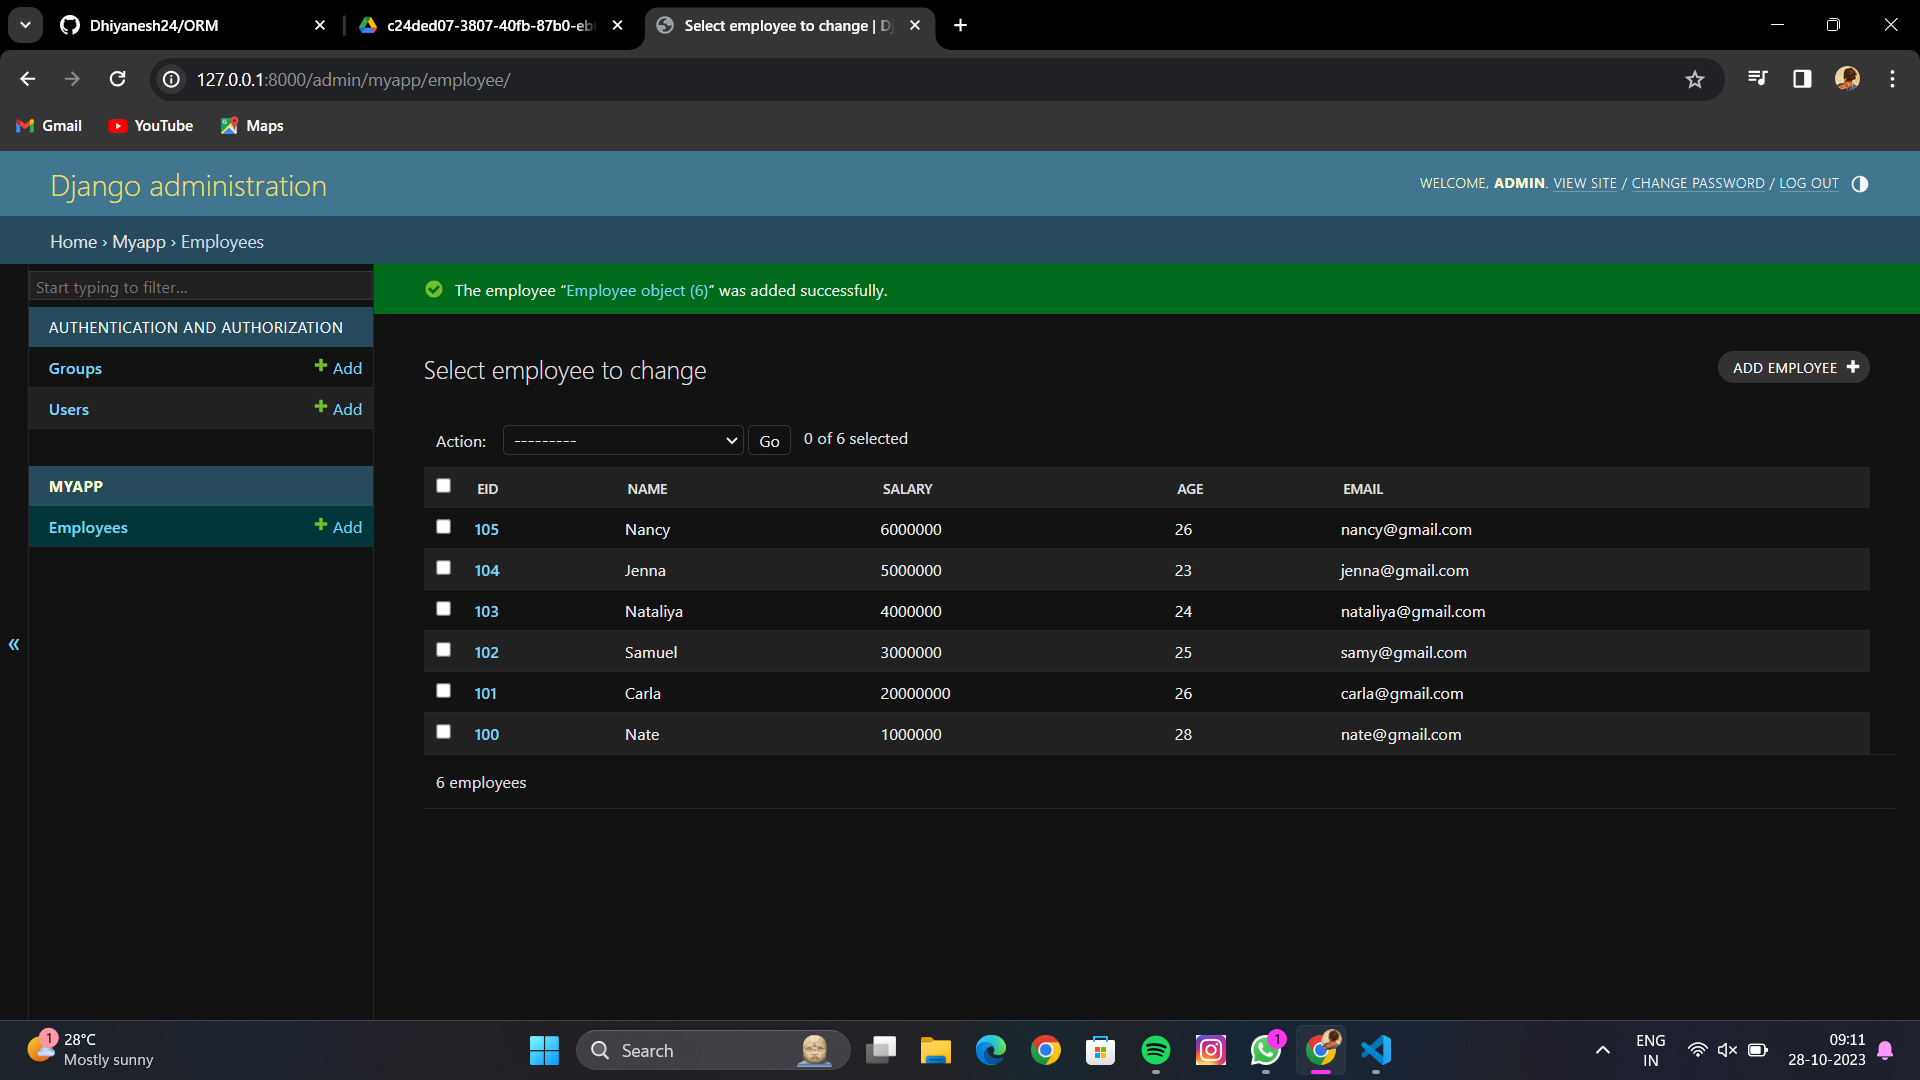 Dhiyanesh24/ORM
c24ded07-3807-40fb-87b0-eb
Select employee to change | D
127.0.0.1:8000/admin/myapp/employee/
Gmail YouTube Maps
Django administration
WELCOME, ADMIN. VIEW SITE / CHANGE PASSWORD / LOG OUT
Home › Myapp › Employees
Start typing to filter...
AUTHENTICATION AND AUTHORIZATION
Groups Add
Users Add
MYAPP
Employees Add
«
The employee “Employee object (6)” was added successfully.
Select employee to change
ADD EMPLOYEE
Action: --------- Go 0 of 6 selected
EID NAME SALARY AGE EMAIL
105 Nancy 6000000 26 nancy@gmail.com
104 Jenna 5000000 23 jenna@gmail.com
103 Nataliya 4000000 24 nataliya@gmail.com
102 Samuel 3000000 25 samy@gmail.com
101 Carla 20000000 26 carla@gmail.com
100 Nate 1000000 28 nate@gmail.com
6 employees
1
28°C
Mostly sunny
Search
1
ENG
IN
09:11
28-10-2023